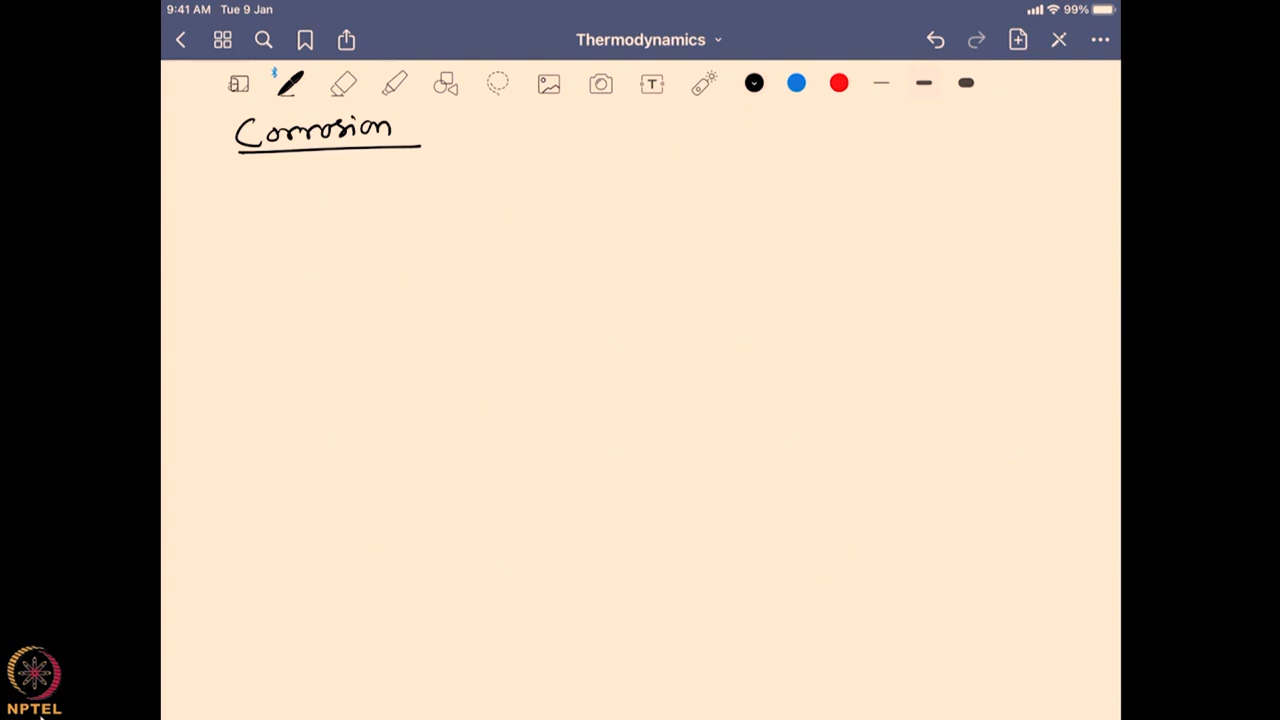 9:41 AM Tue 9 Jan 99%
Thermodynamics
T
Corrosion
NPTEL